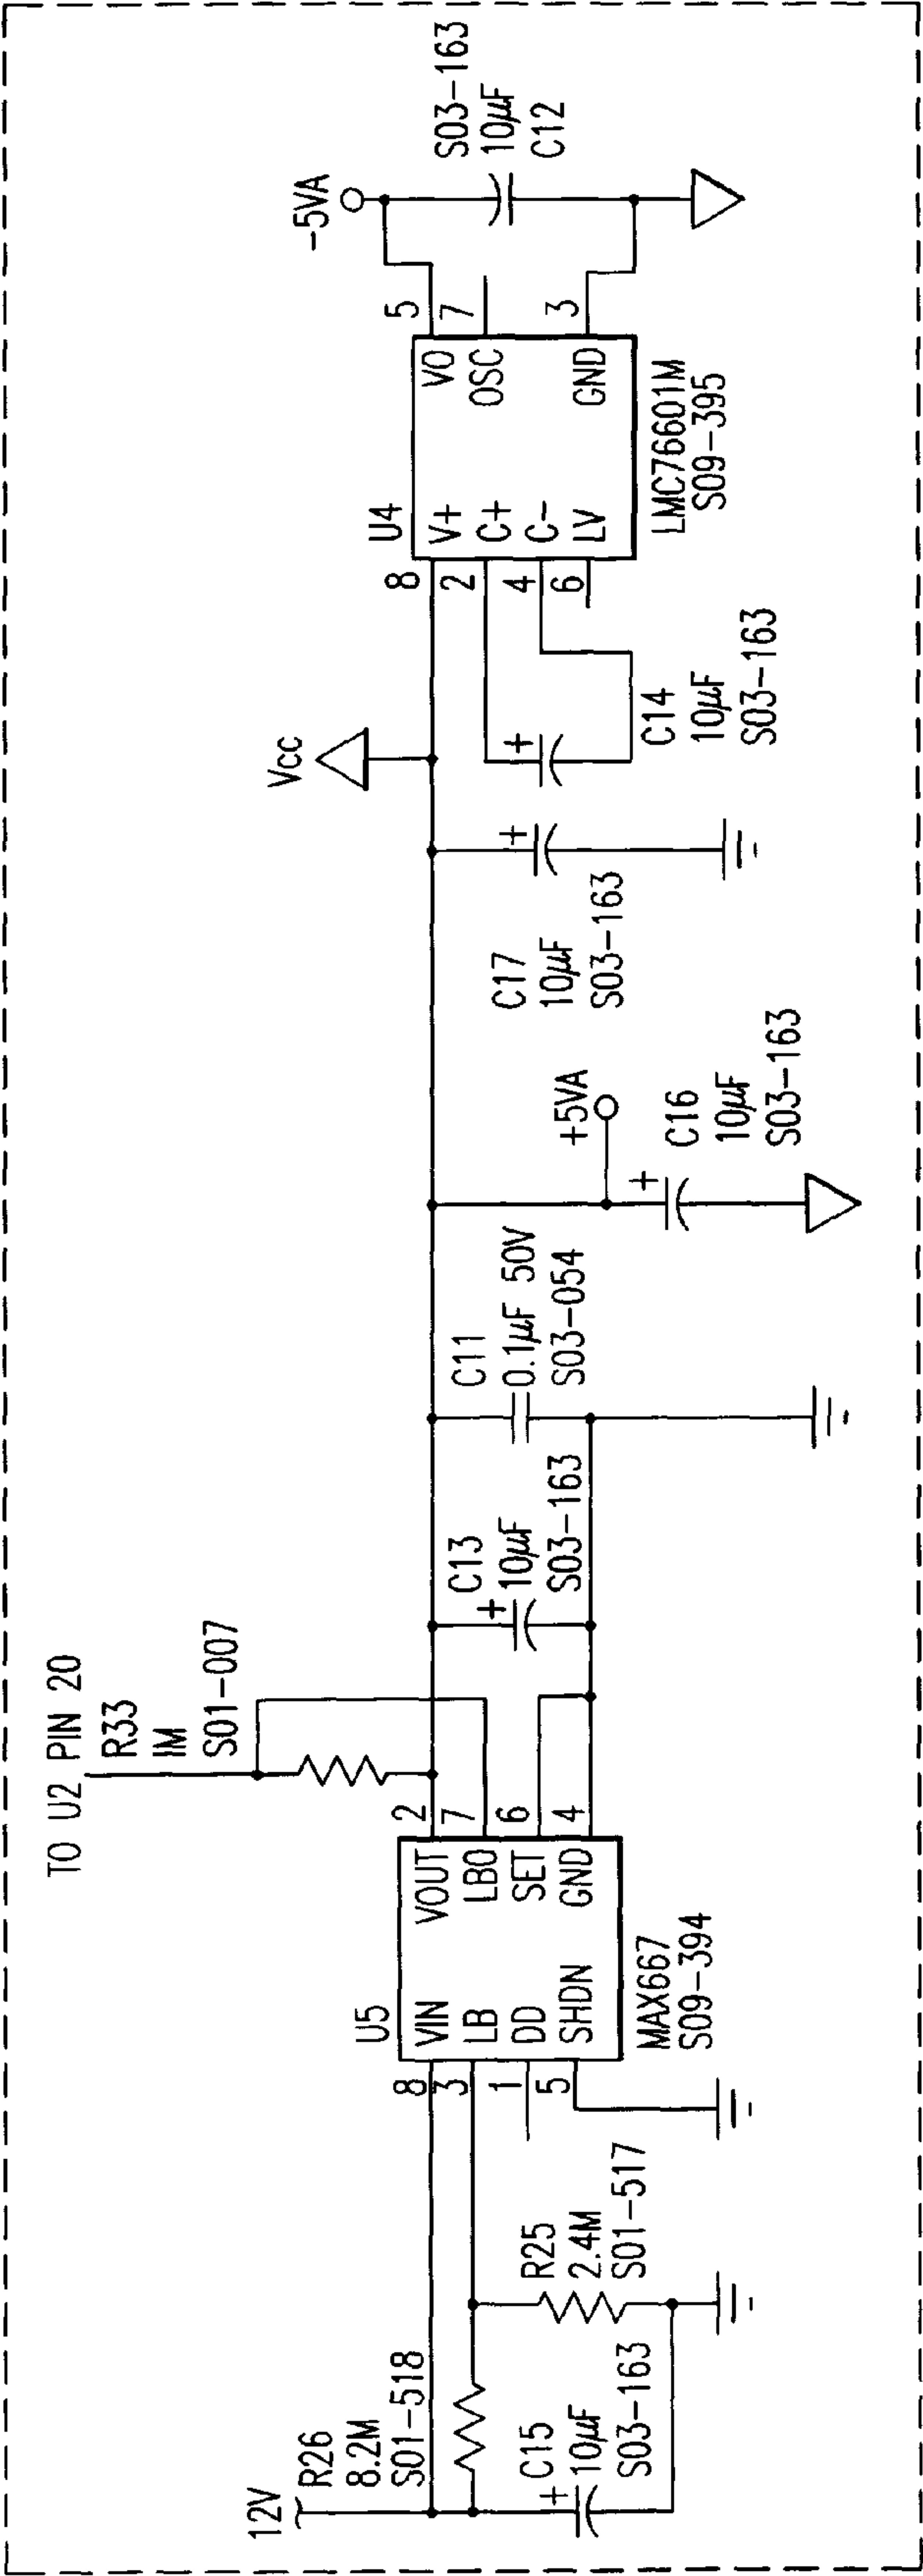 12V
R26
8.2M
S01-518
C15
+
10µF
S03-163
R25
2.4M
S01-517
U5
8
3
1
5
VIN
LB
DD
SHDN
VOUT
LBO
SET
GND
2
7
6
4
MAX667
S09-394
TO U2 PIN 20
R33
1M
S01-007
C13
+
10µF
S03-163
C11
0.1µF 50V
S03-054
+5VA
+
C16
10µF
S03-163
C17
+
10µF
S03-163
Vcc
+
C14
10µF
S03-163
U4
8
2
4
6
V+
C+
C-
LV
VO
OSC
GND
5
7
3
LMC76601M
S09-395
-5VA
S03-163
10µF
C12